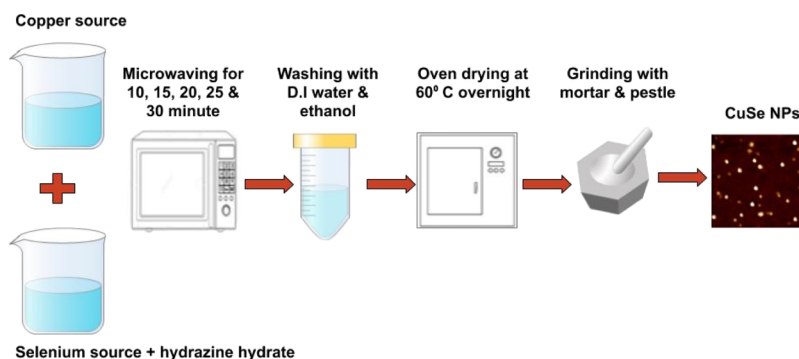 Copper source
Microwaving for
10, 15, 20, 25 &
30 minute
Washing with
D.I water &
ethanol
Oven drying at
60⁰ C overnight
Grinding with
mortar & pestle
CuSe NPs
Selenium source + hydrazine hydrate